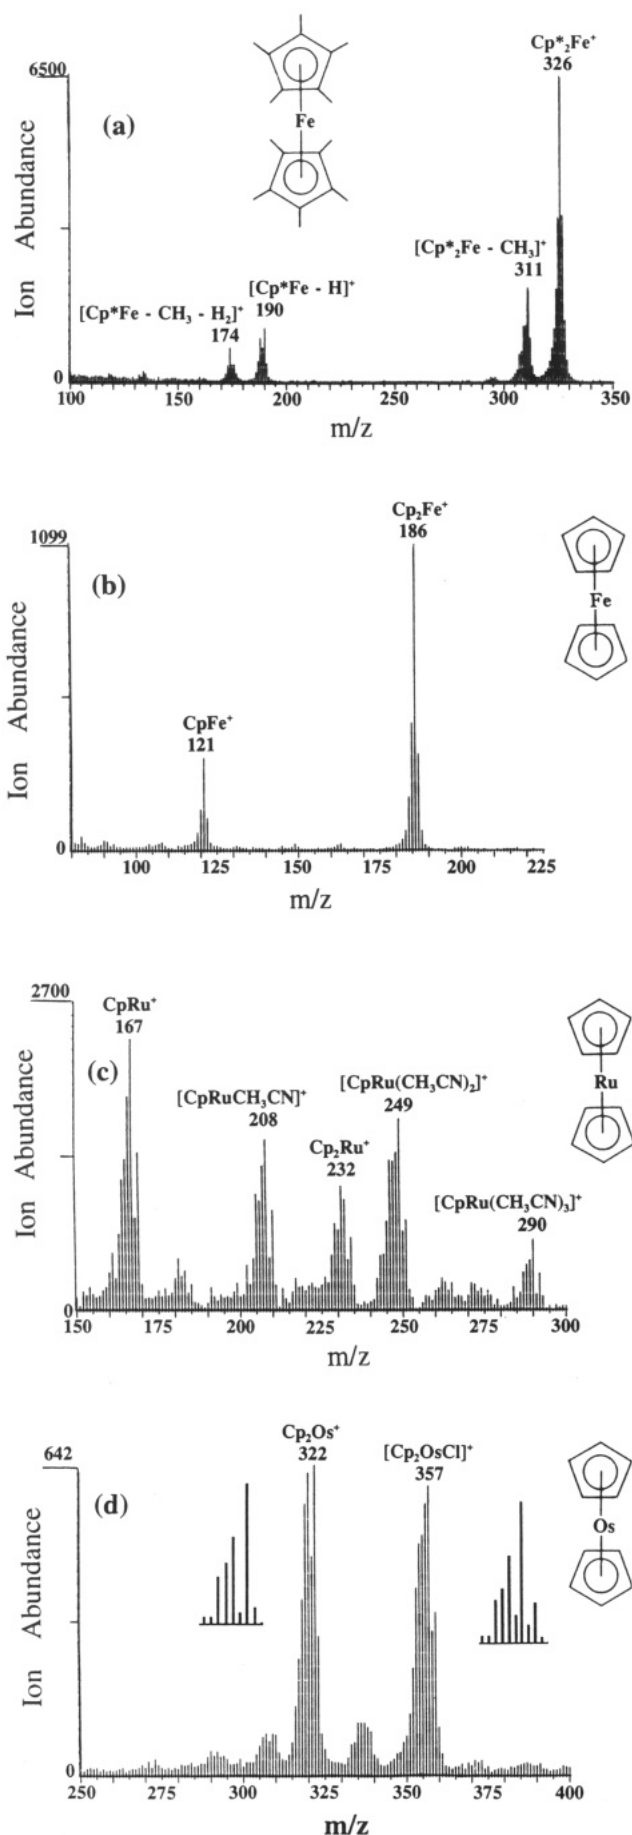 Cp*₂Fe⁺
6500
326
(a)
Fe
[Cp*₂Fe - CH₃]⁺
311
[Cp*Fe - H]⁺
[Cp*Fe - CH₃ - H₂]⁺
190
174
Ion Abundance
0
100 150 200 250 300 350
m/z
Cp₂Fe⁺
1099
186
(b)
Fe
CpFe⁺
121
Ion Abundance
0
100 125 150 175 200 225
m/z
2700
CpRu⁺
167
(c)
Ru
[CpRu(CH₃CN)₂]⁺
249
[CpRuCH₃CN]⁺
208
Cp₂Ru⁺
232
[CpRu(CH₃CN)₃]⁺
290
Ion Abundance
0
150 175 200 225 250 275 300
m/z
Cp₂Os⁺
642
322
[Cp₂OsCl]⁺
357
(d)
Os
Ion Abundance
0
250 300 350 400
m/z